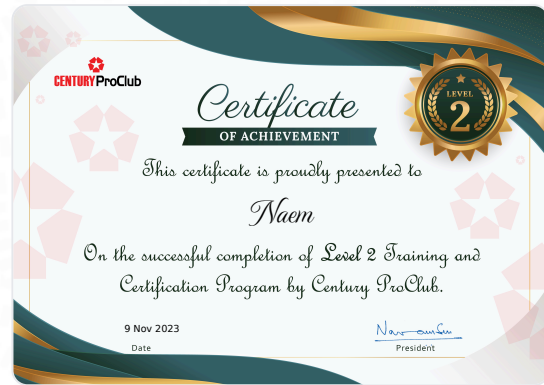 CENTURY ProClub
LEVEL
2
Certificate
OF ACHIEVEMENT
This certificate is proudly presented to
Naem
On the successful completion of Level 2 Training and
Certification Program by Century ProClub.
9 Nov 2023
Date
President